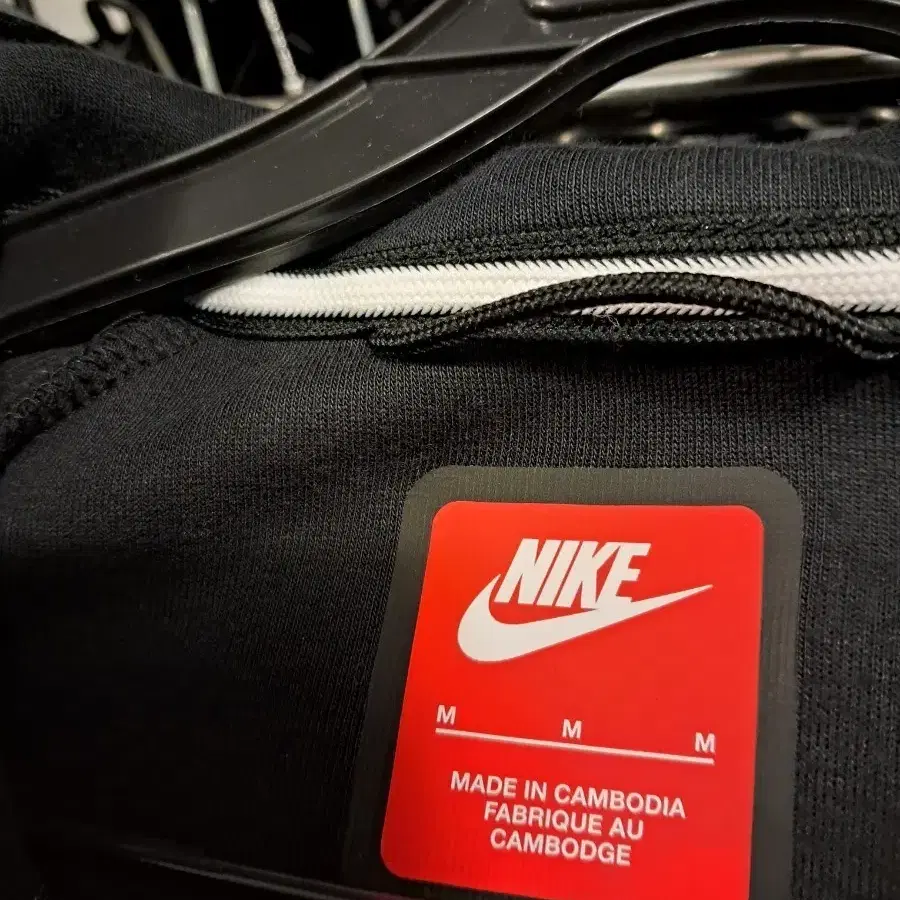 NIKE
M M M
MADE IN CAMBODIA
FABRIQUE AU
CAMBODGE